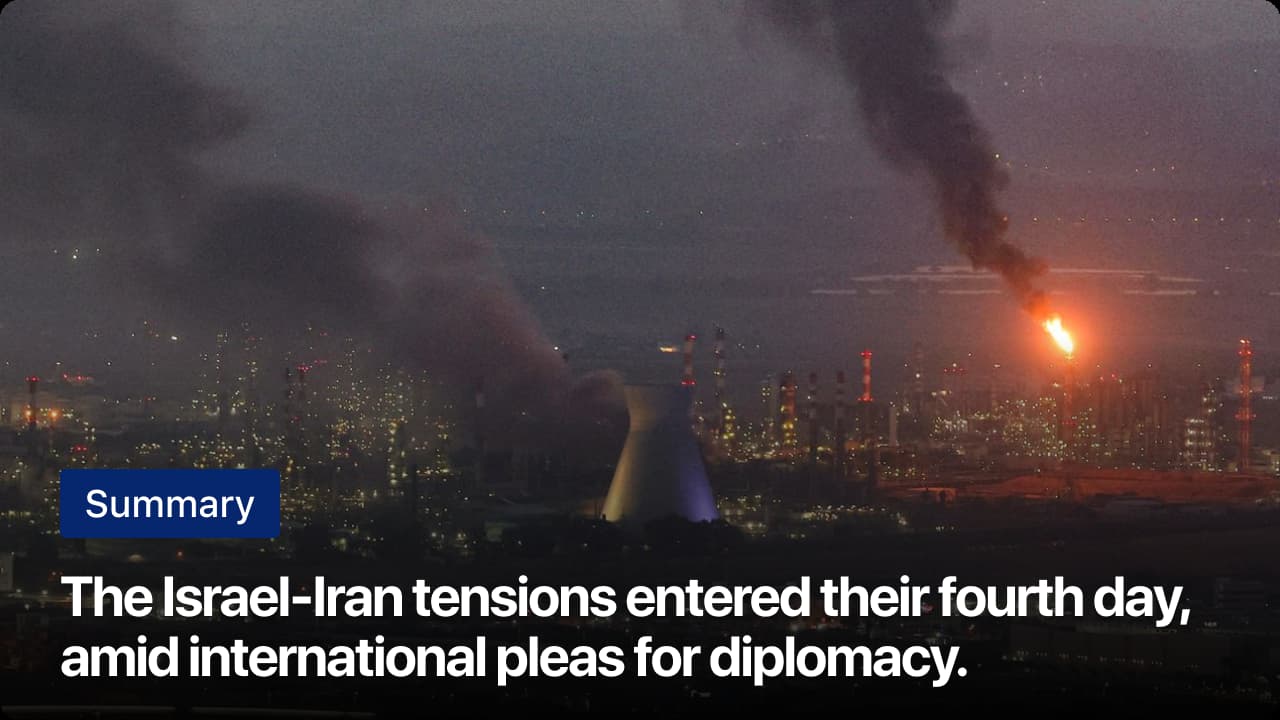 Summary
The Israel-Iran tensions entered their fourth day,
amid international pleas for diplomacy.